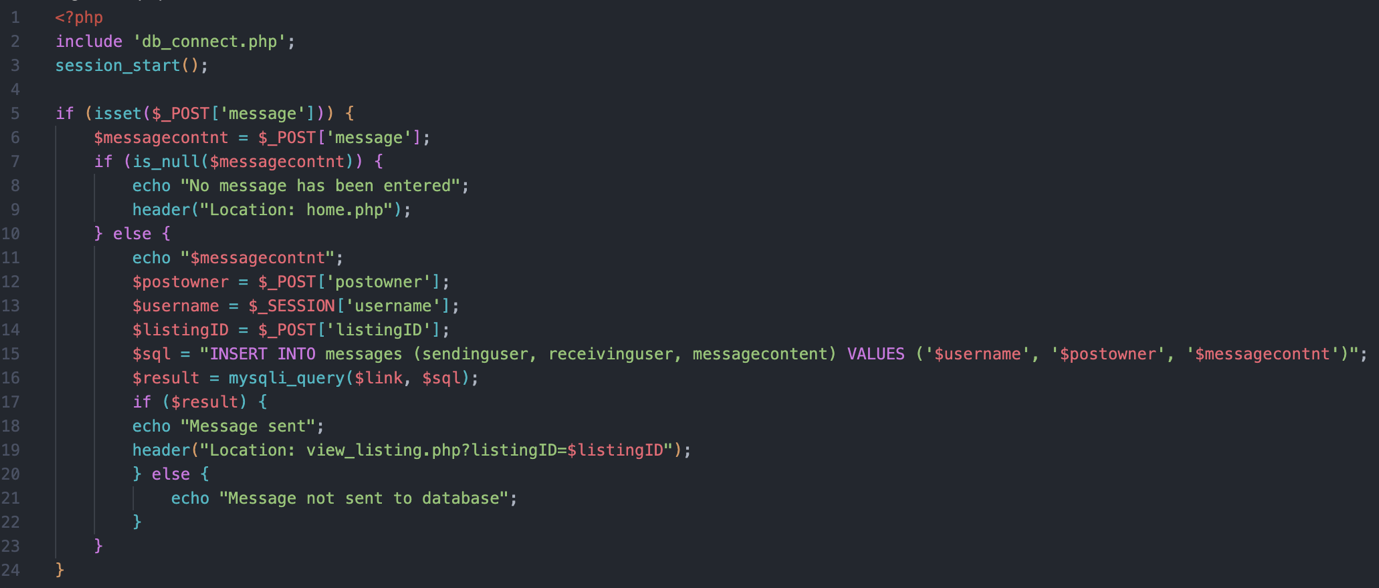 1 <?php
2 include 'db_connect.php';
3 session_start();
4
5 if (isset($_POST['message'])) {
6 $messagecontnt = $_POST['message'];
7 if (is_null($messagecontnt)) {
8 echo "No message has been entered";
9 header("Location: home.php");
10 } else {
11 echo "$messagecontnt";
12 $postowner = $_POST['postowner'];
13 $username = $_SESSION['username'];
14 $listingID = $_POST['listingID'];
15 $sql = "INSERT INTO messages (sendinguser, receivinguser, messagecontent) VALUES ('$username', '$postowner', '$messagecontnt')";
16 $result = mysqli_query($link, $sql);
17 if ($result) {
18 echo "Message sent";
19 header("Location: view_listing.php?listingID=$listingID");
20 } else {
21 echo "Message not sent to database";
22 }
23 }
24 }